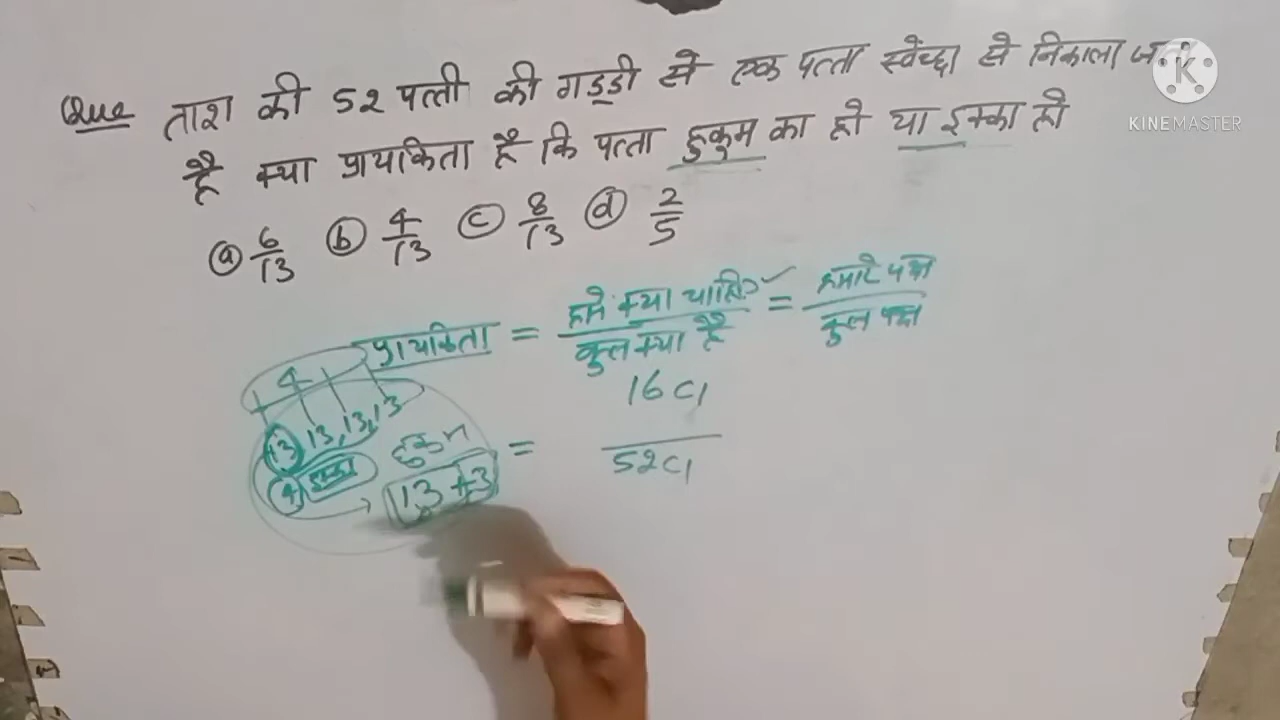 Que ताश की 52 पत्तो की गड्डी से एक पत्ता स्वेच्छा से निकाला
KINEMASTER
है क्या प्रायकिता है कि पत्ता हुकुम का हो या इक्का हो
ⓐ 6/13 ⓑ 4/13 ⓒ 8/13 ⓓ 2/5
प्रायकिता = हमे क्या चाहिए / कुल क्या है = हमारे पक्ष / कुल पक्ष
4
13, 13, 13, 13
हुकुम
4 इक्का
13 + 3
= 16C1 / 52C1